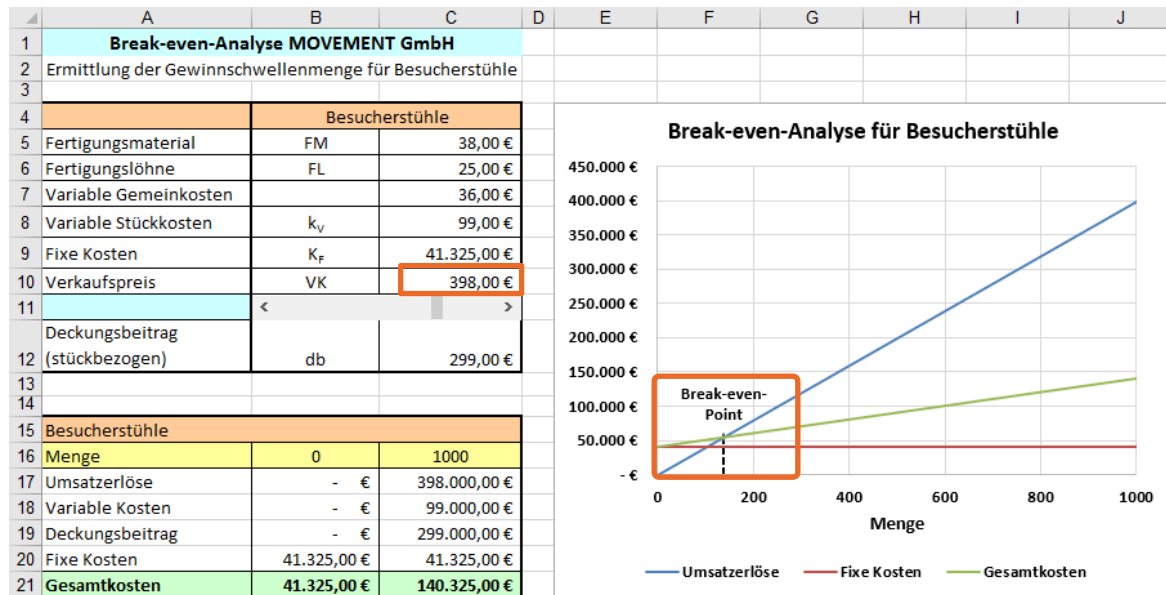 A B C D E F G H I J
1 Break-even-Analyse MOVEMENT GmbH
2 Ermittlung der Gewinnschwellenmenge für Besucherstühle
3
4 Besucherstühle
5 Fertigungsmaterial FM 38,00 €
6 Fertigungslöhne FL 25,00 €
7 Variable Gemeinkosten 36,00 €
8 Variable Stückkosten kV 99,00 €
9 Fixe Kosten KF 41.325,00 €
10 Verkaufspreis VK 398,00 €
11 < >
Deckungsbeitrag
12 (stückbezogen) db 299,00 €
13
14
15 Besucherstühle
16 Menge 0 1000
17 Umsatzerlöse - € 398.000,00 €
18 Variable Kosten - € 99.000,00 €
19 Deckungsbeitrag - € 299.000,00 €
20 Fixe Kosten 41.325,00 € 41.325,00 €
21 Gesamtkosten 41.325,00 € 140.325,00 €
Break-even-Analyse für Besucherstühle
450.000 €
400.000 €
350.000 €
300.000 €
250.000 €
200.000 €
150.000 €
100.000 €
50.000 €
- €
Break-even-
Point
0 200 400 600 800 1000
Menge
Umsatzerlöse Fixe Kosten Gesamtkosten